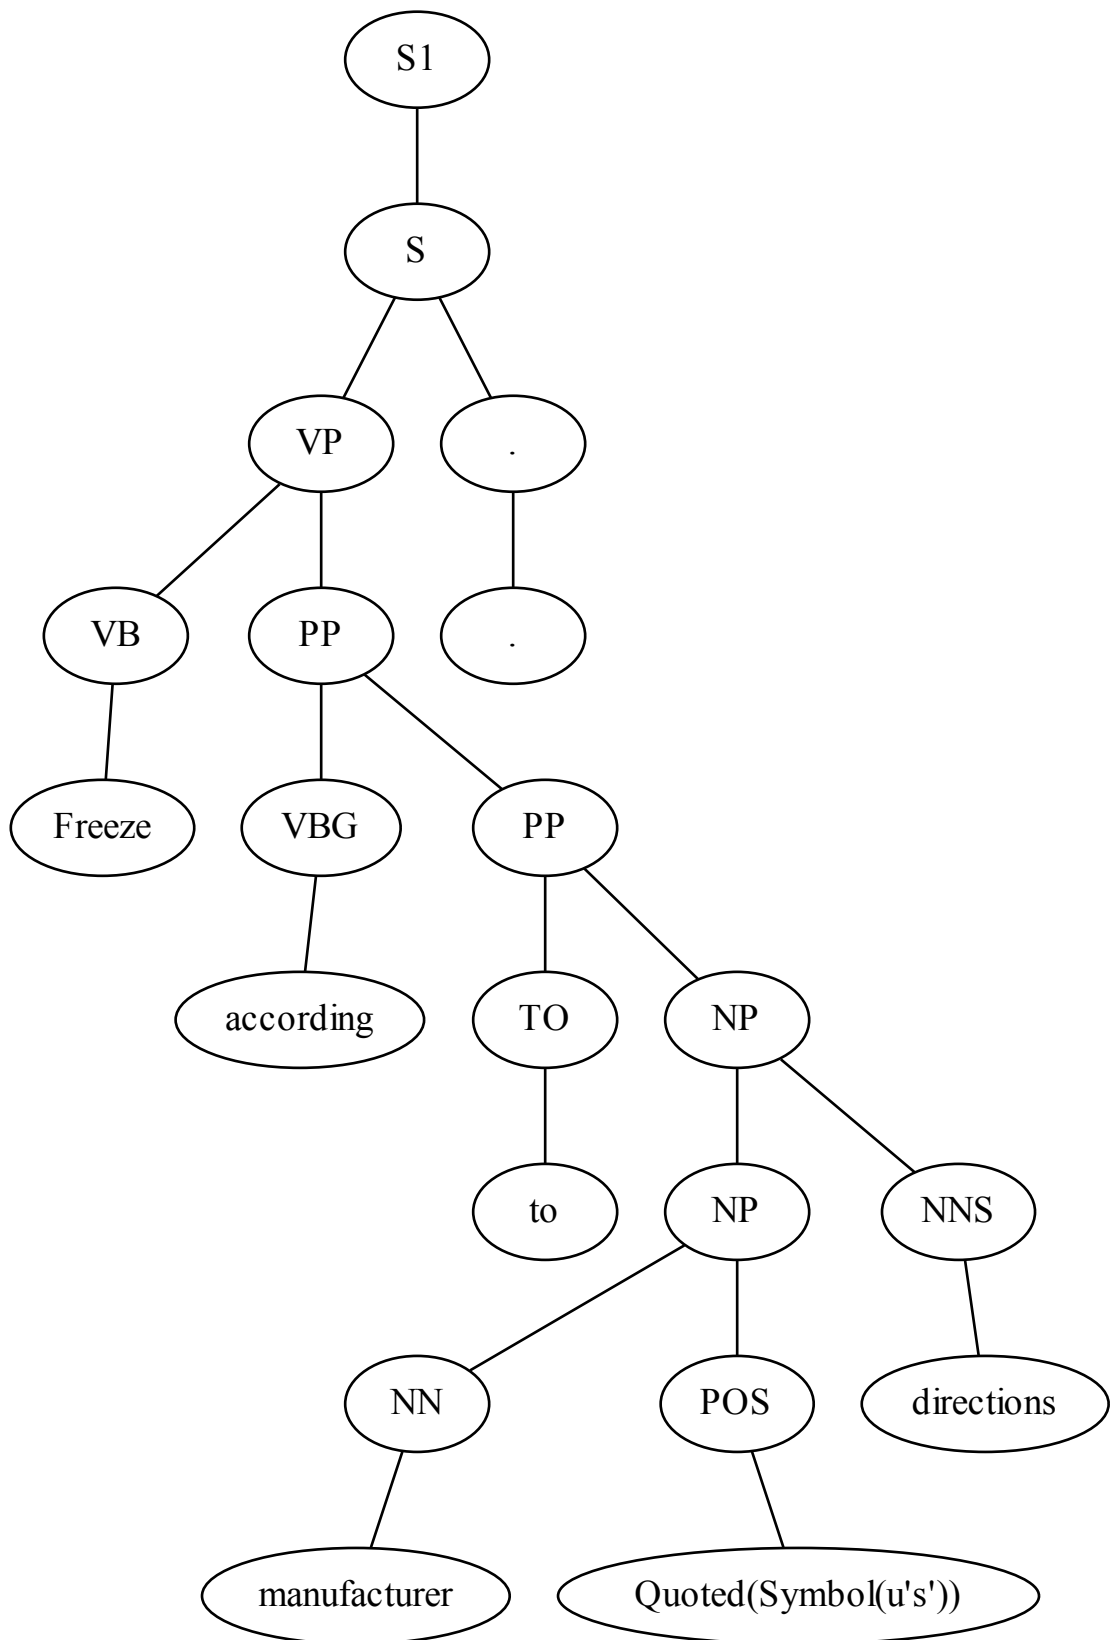 S1
S
VP .
VB PP .
Freeze VBG PP
according TO NP
to NP NNS
NN POS directions
manufacturer Quoted(Symbol(u's'))